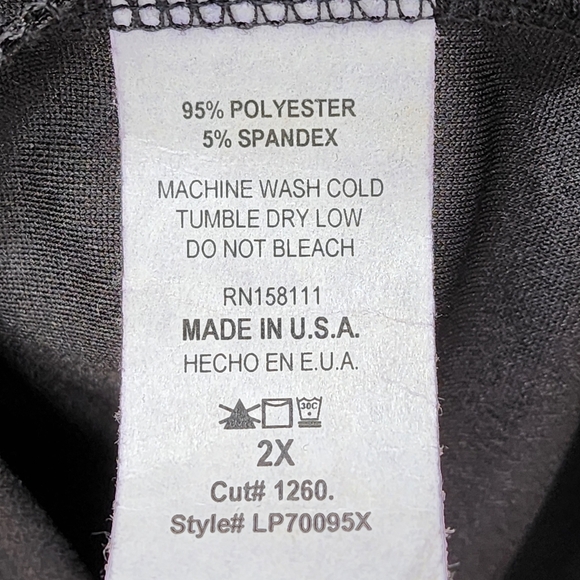 95% POLYESTER
5% SPANDEX
MACHINE WASH COLD
TUMBLE DRY LOW
DO NOT BLEACH
RN158111
MADE IN U.S.A.
HECHO EN E.U.A.
30C
2X
Cut# 1260.
Style# LP70095X